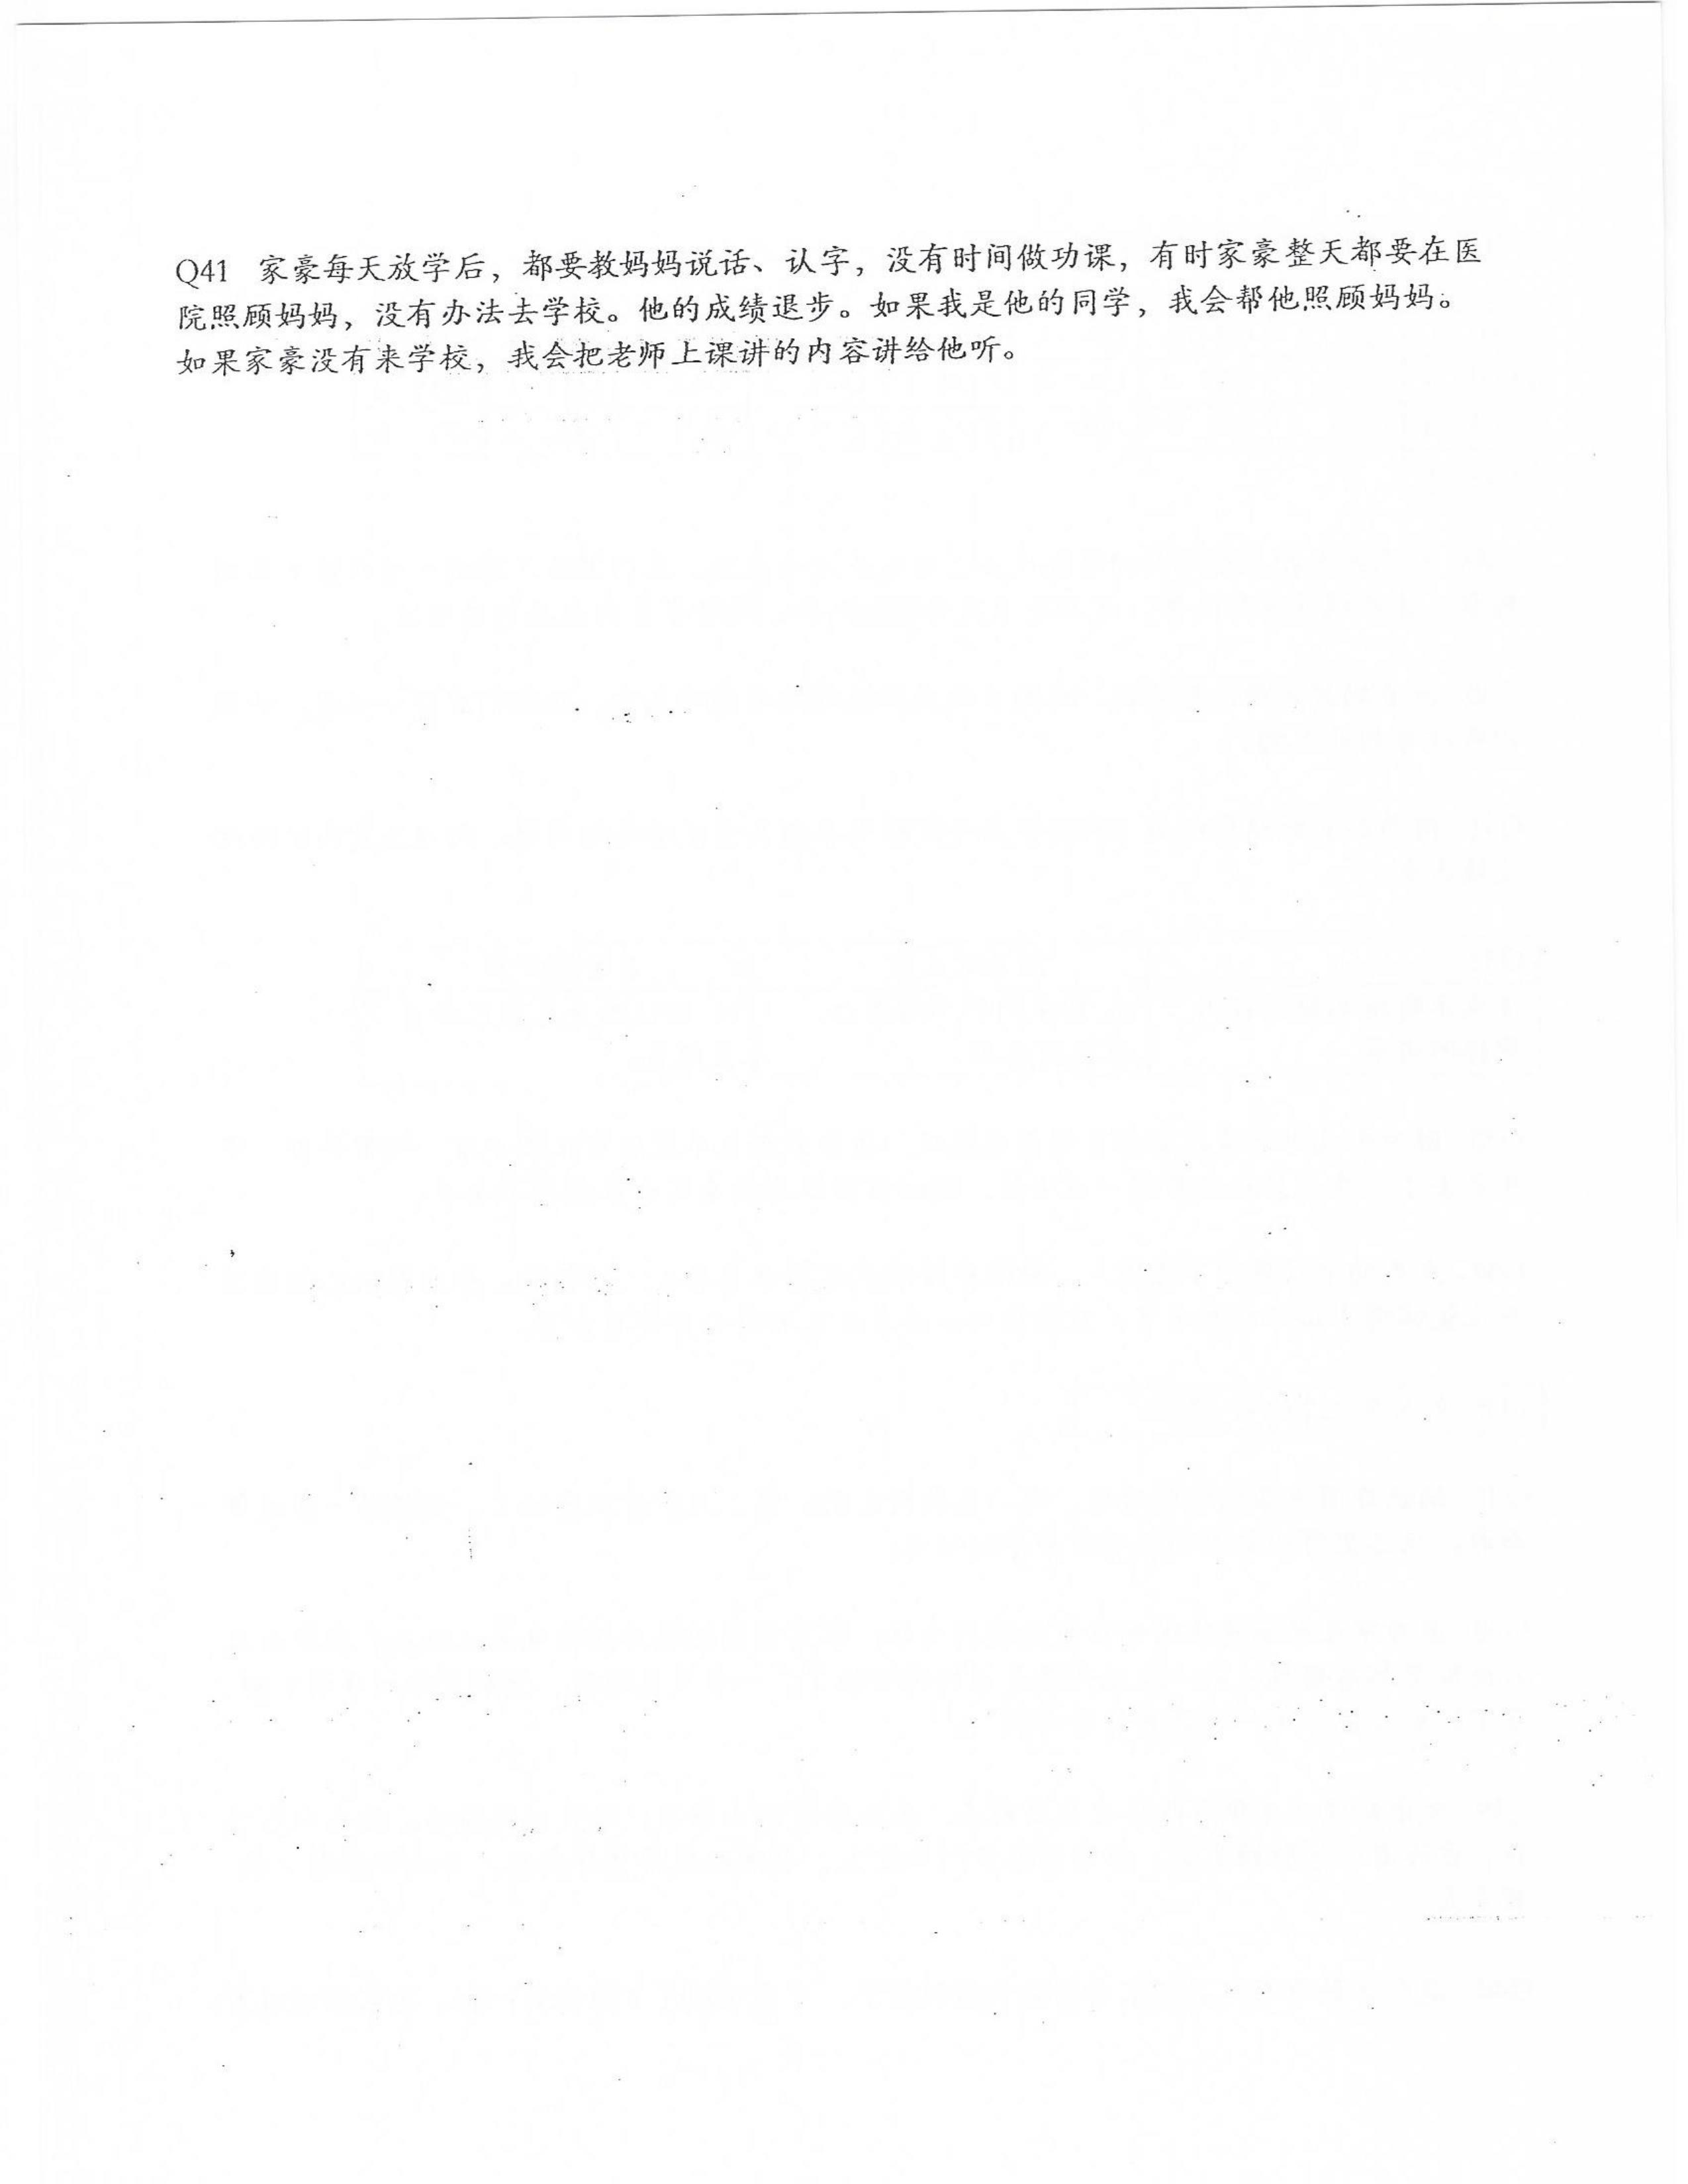 Q41 家豪每天放学后，都要教妈妈说话、认字，没有时间做功课，有时家豪整天都要在医
院照顾妈妈，没有办法去学校。他的成绩退步。如果我是他的同学，我会帮他照顾妈妈。
如果家豪没有来学校，我会把老师上课讲的内容讲给他听。